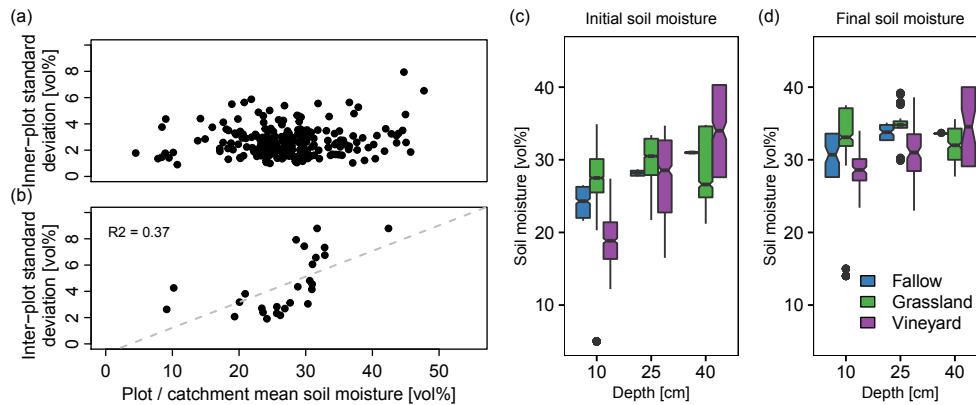 (a)
Inner-plot standard
deviation [vol%]
0 2 4 6 8
(b)
R2 = 0.37
Inter-plot standard
deviation [vol%]
0 2 4 6 8
0 10 20 30 40 50
Plot / catchment mean soil moisture [vol%]
(c) Initial soil moisture
Soil moisture [vol%]
40
30
20
10
10 25 40
Depth [cm]
(d) Final soil moisture
Soil moisture [vol%]
40
30
20
10
Fallow
Grassland
Vineyard
10 25 40
Depth [cm]